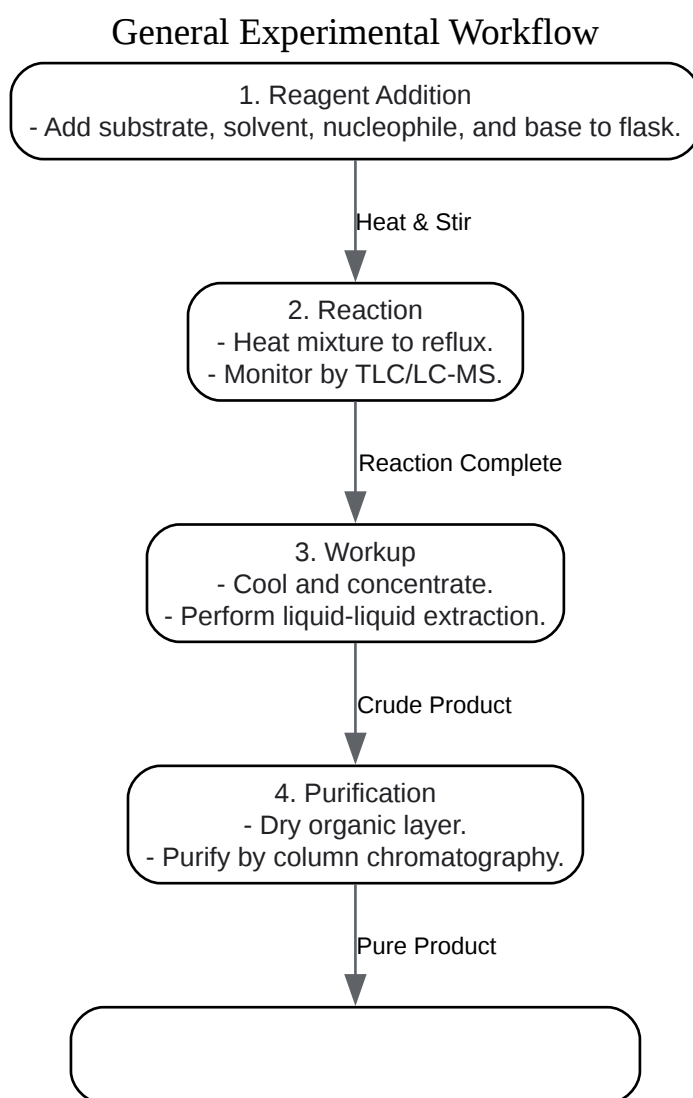 General Experimental Workflow
1. Reagent Addition
- Add substrate, solvent, nucleophile, and base to flask.
Heat & Stir
2. Reaction
- Heat mixture to reflux.
- Monitor by TLC/LC-MS.
Reaction Complete
3. Workup
- Cool and concentrate.
- Perform liquid-liquid extraction.
Crude Product
4. Purification
- Dry organic layer.
- Purify by column chromatography.
Pure Product